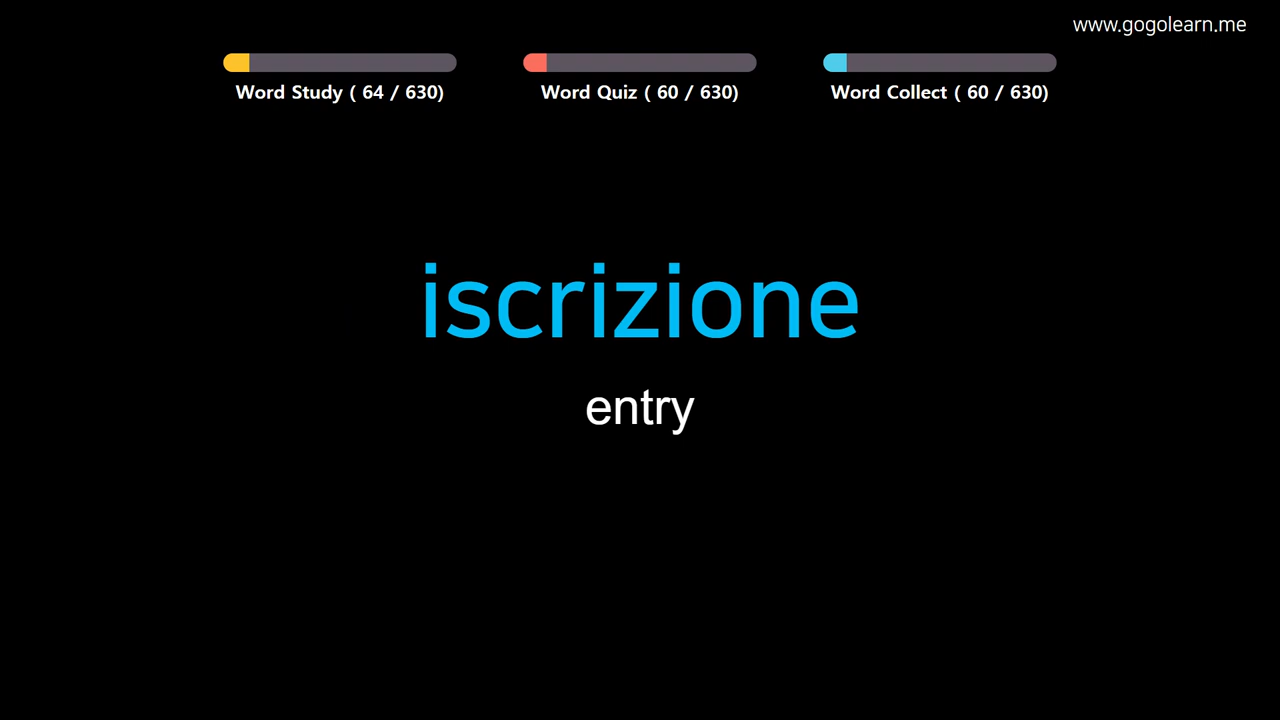 www.gogolearn.me
Word Study ( 64 / 630)
Word Quiz ( 60 / 630)
Word Collect ( 60 / 630)
iscrizione
entry